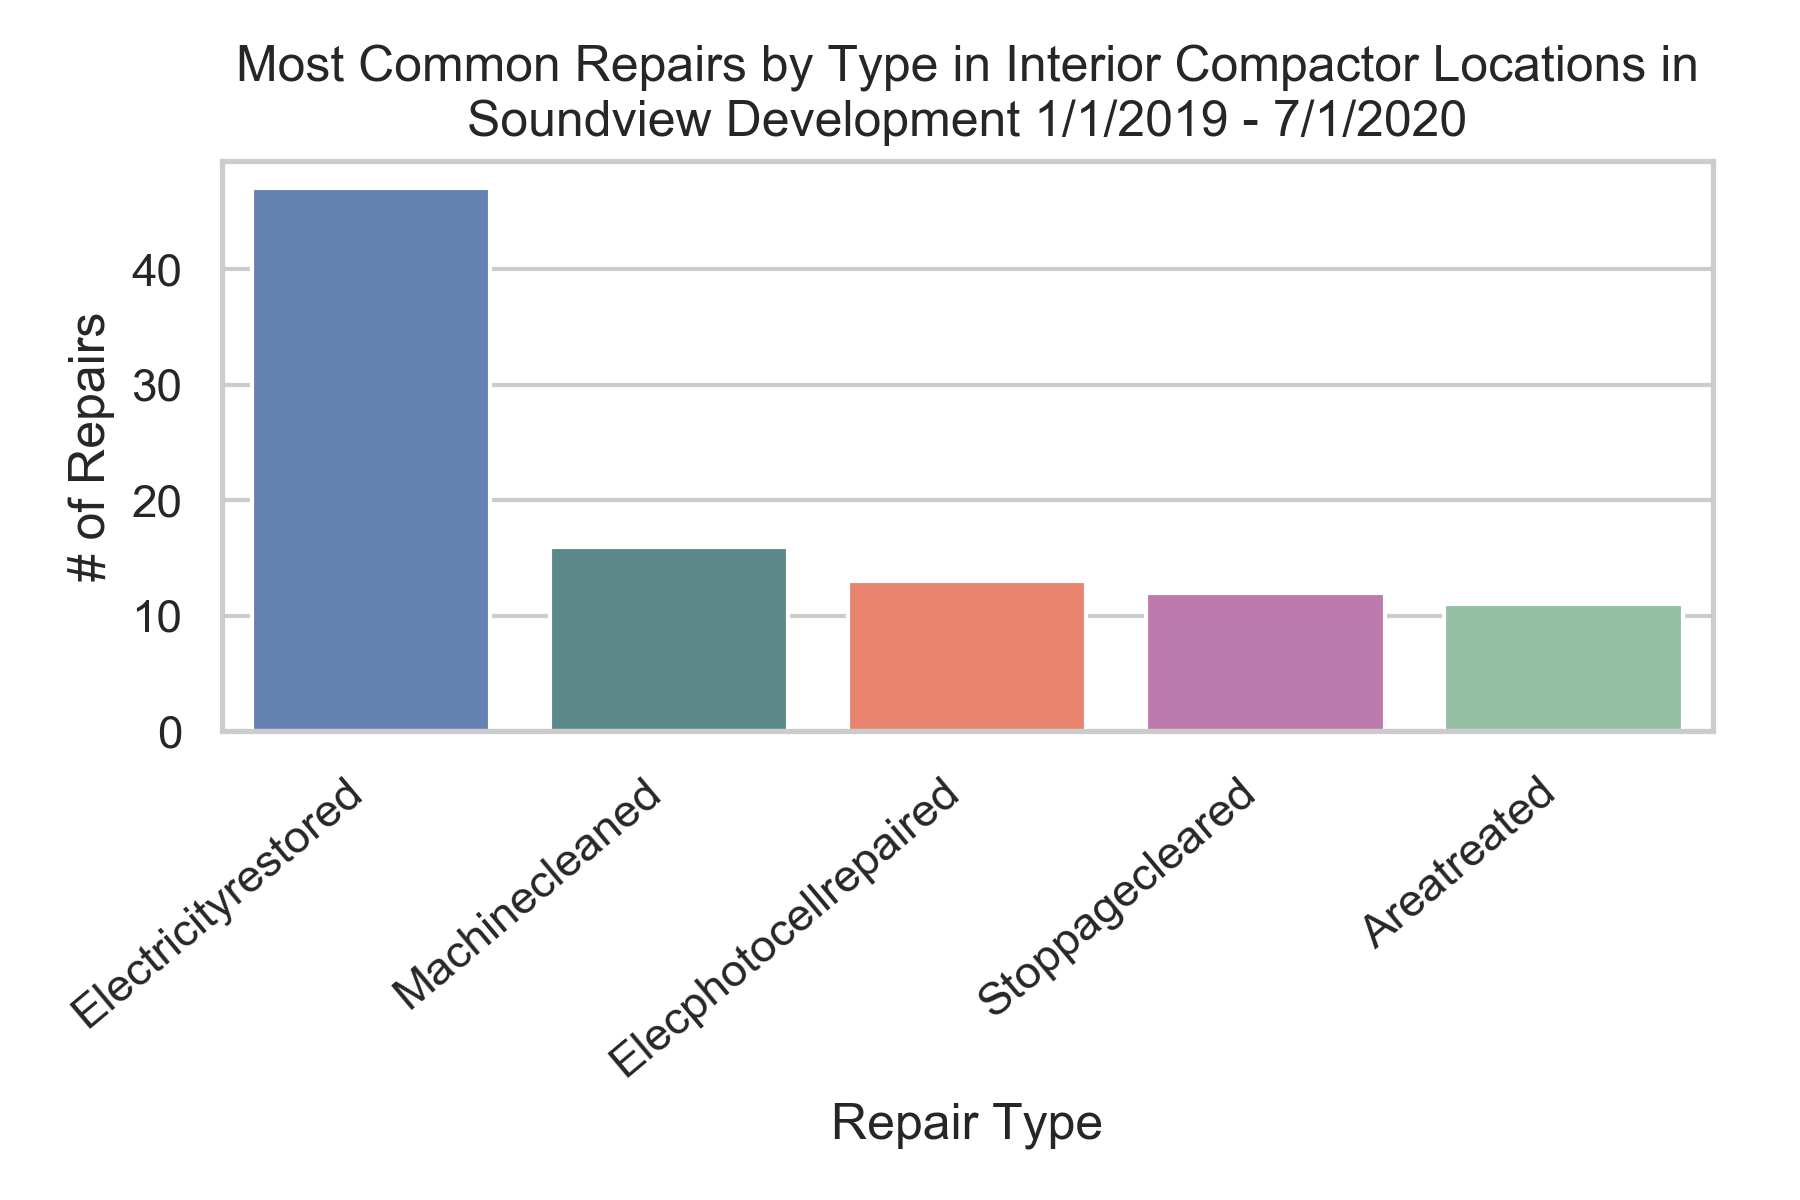 Most Common Repairs by Type in Interior Compactor Locations in
Soundview Development 1/1/2019 - 7/1/2020
# of Repairs
40
30
20
10
0
Electricityrestored
Machinecleaned
Elecphotocellrepaired
Stoppagecleared
Areatreated
Repair Type